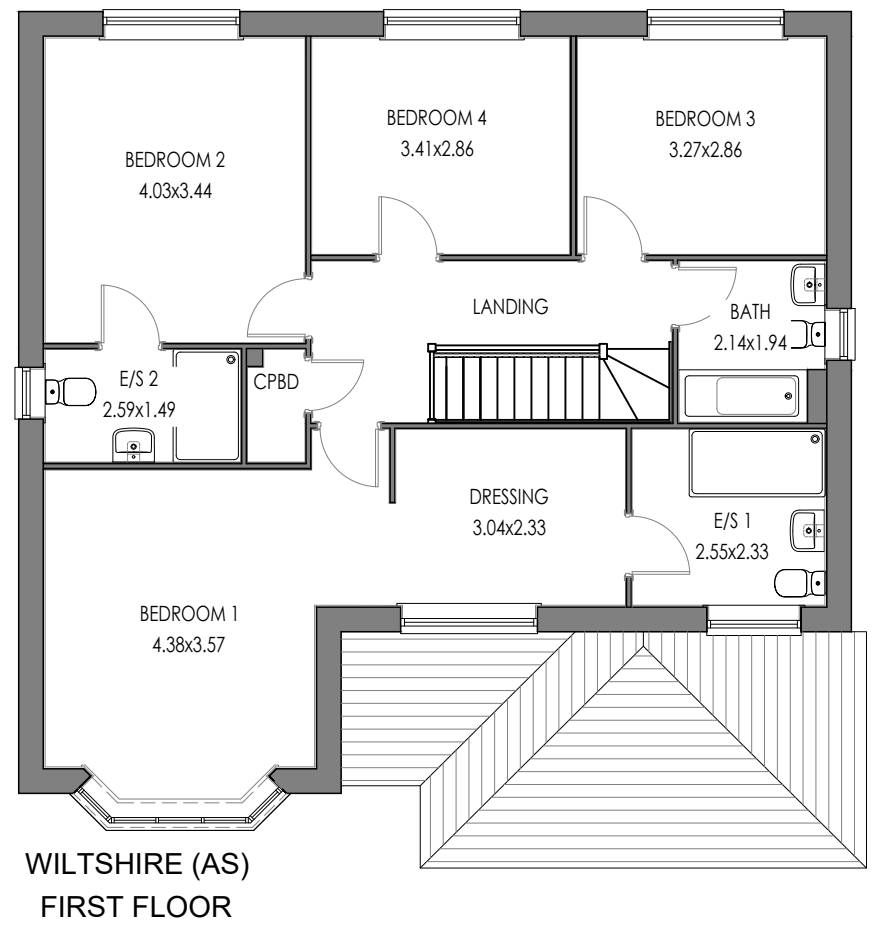 BEDROOM 2
4.03x3.44
BEDROOM 4
3.41x2.86
BEDROOM 3
3.27x2.86
LANDING
BATH
2.14x1.94
E/S 2
2.59x1.49
CPBD
DRESSING
3.04x2.33
E/S 1
2.55x2.33
BEDROOM 1
4.38x3.57
WILTSHIRE (AS)
FIRST FLOOR